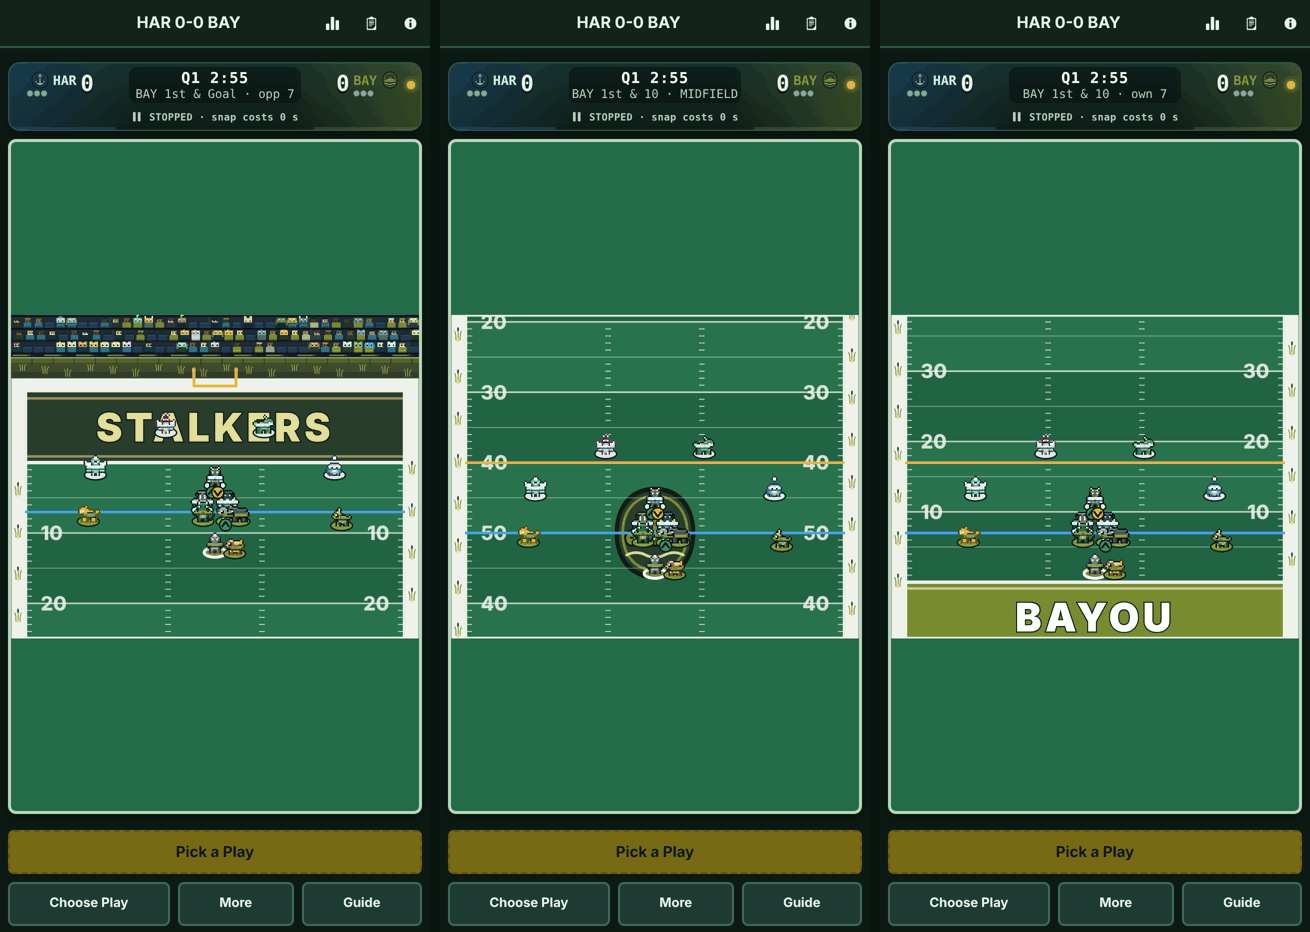 HAR 0-0 BAY
HAR 0
Q1 2:55
BAY 1st & Goal · opp 7
STOPPED · snap costs 0 s
0 BAY
STALKERS
10 10
20 20
Pick a Play
Choose Play
More
Guide
HAR 0-0 BAY
HAR 0
Q1 2:55
BAY 1st & 10 · MIDFIELD
STOPPED · snap costs 0 s
0 BAY
20 20
30 30
40 40
50 50
40 40
Pick a Play
Choose Play
More
Guide
HAR 0-0 BAY
HAR 0
Q1 2:55
BAY 1st & 10 · own 7
STOPPED · snap costs 0 s
0 BAY
30 30
20 20
10 10
BAYOU
Pick a Play
Choose Play
More
Guide